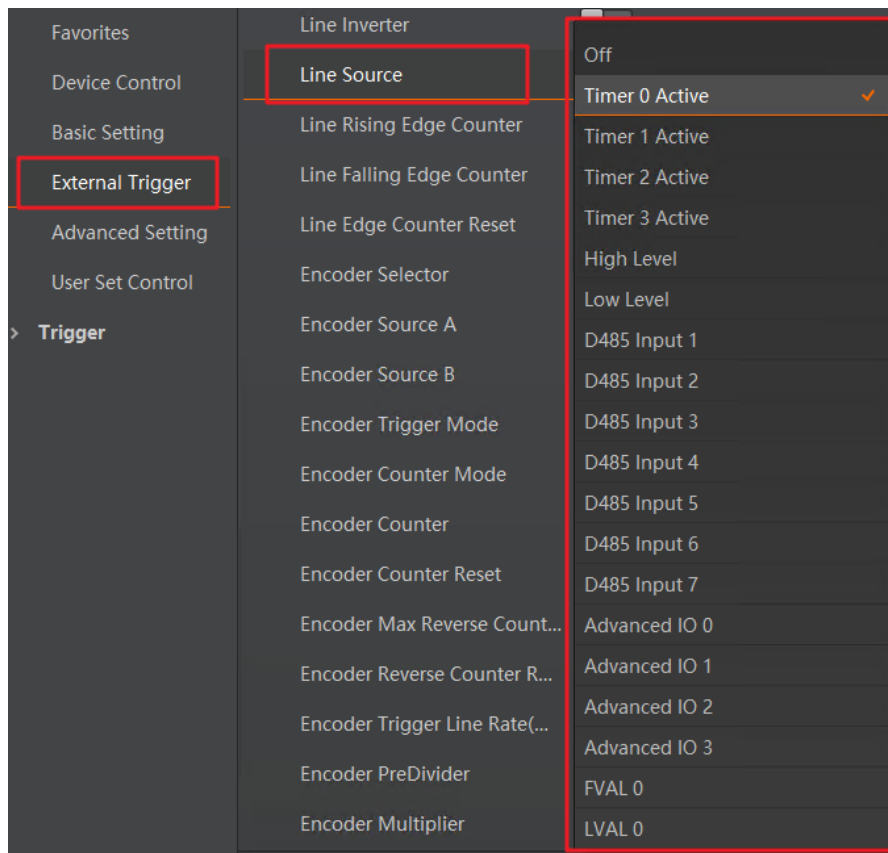 Favorites
Device Control
Basic Setting
External Trigger
Advanced Setting
User Set Control
> Trigger
Line Inverter
Line Source
Line Rising Edge Counter
Line Falling Edge Counter
Line Edge Counter Reset
Encoder Selector
Encoder Source A
Encoder Source B
Encoder Trigger Mode
Encoder Counter Mode
Encoder Counter
Encoder Counter Reset
Encoder Max Reverse Count...
Encoder Reverse Counter R...
Encoder Trigger Line Rate(...
Encoder PreDivider
Encoder Multiplier
Off
Timer 0 Active
Timer 1 Active
Timer 2 Active
Timer 3 Active
High Level
Low Level
D485 Input 1
D485 Input 2
D485 Input 3
D485 Input 4
D485 Input 5
D485 Input 6
D485 Input 7
Advanced IO 0
Advanced IO 1
Advanced IO 2
Advanced IO 3
FVAL 0
LVAL 0